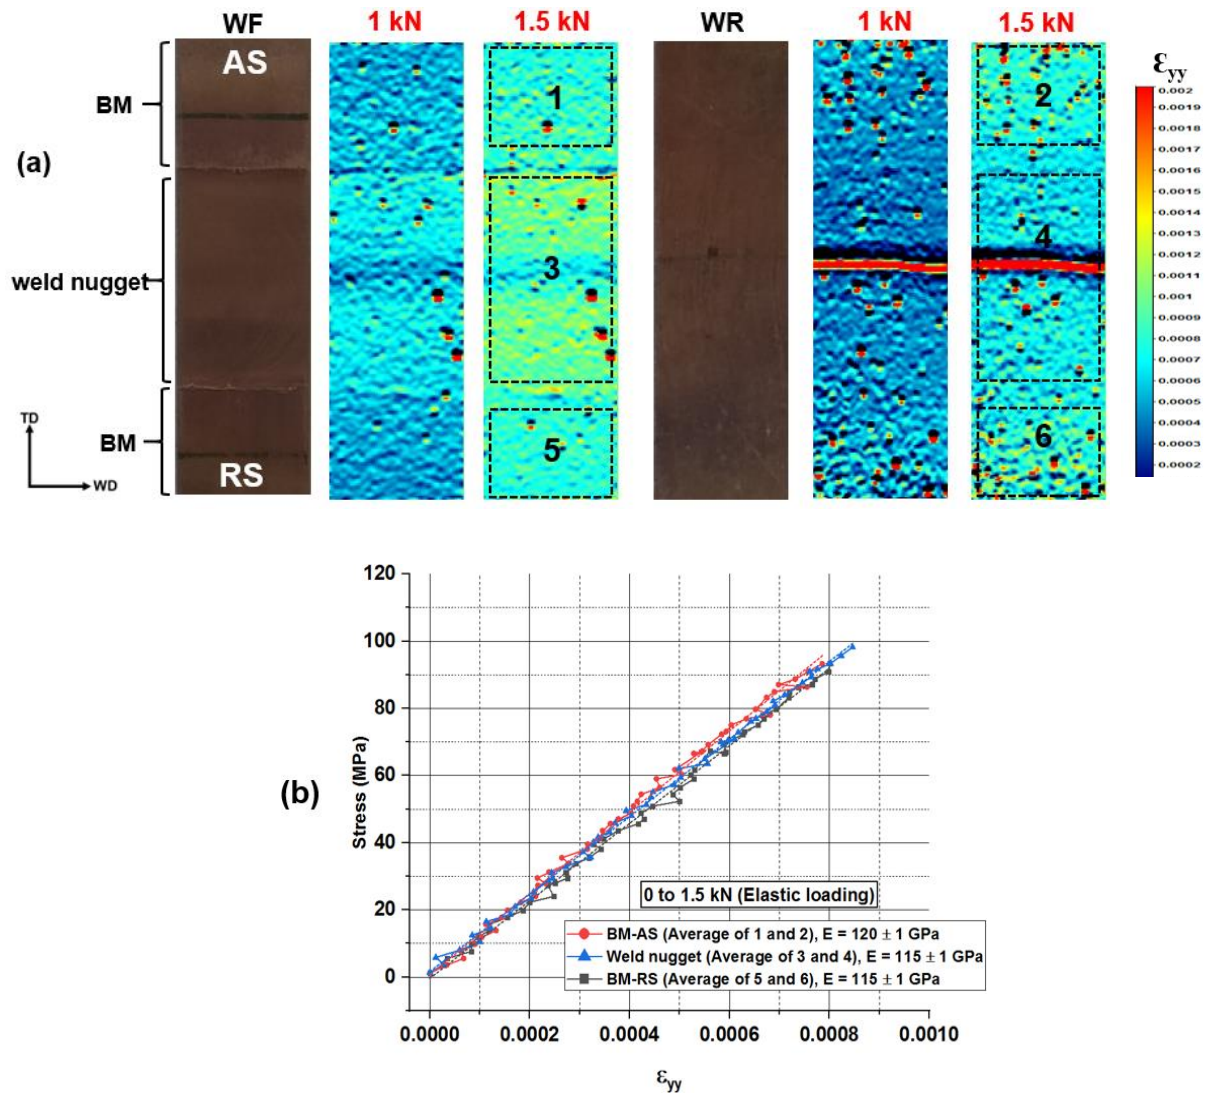 WF 1 kN 1.5 kN WR 1 kN 1.5 kN
AS
BM
(a)
weld nugget
BM
RS
TD
WD
1
3
5
2
4
6
εyy
0.002
0.0019
0.0018
0.0017
0.0016
0.0015
0.0014
0.0013
0.0012
0.0011
0.001
0.0009
0.0008
0.0007
0.0006
0.0005
0.0004
0.0003
0.0002
(b)
Stress (MPa)
120
100
80
60
40
20
0
0 to 1.5 kN (Elastic loading)
BM-AS (Average of 1 and 2), E = 120 ± 1 GPa
Weld nugget (Average of 3 and 4), E = 115 ± 1 GPa
BM-RS (Average of 5 and 6), E = 115 ± 1 GPa
0.0000 0.0002 0.0004 0.0006 0.0008 0.0010
εyy